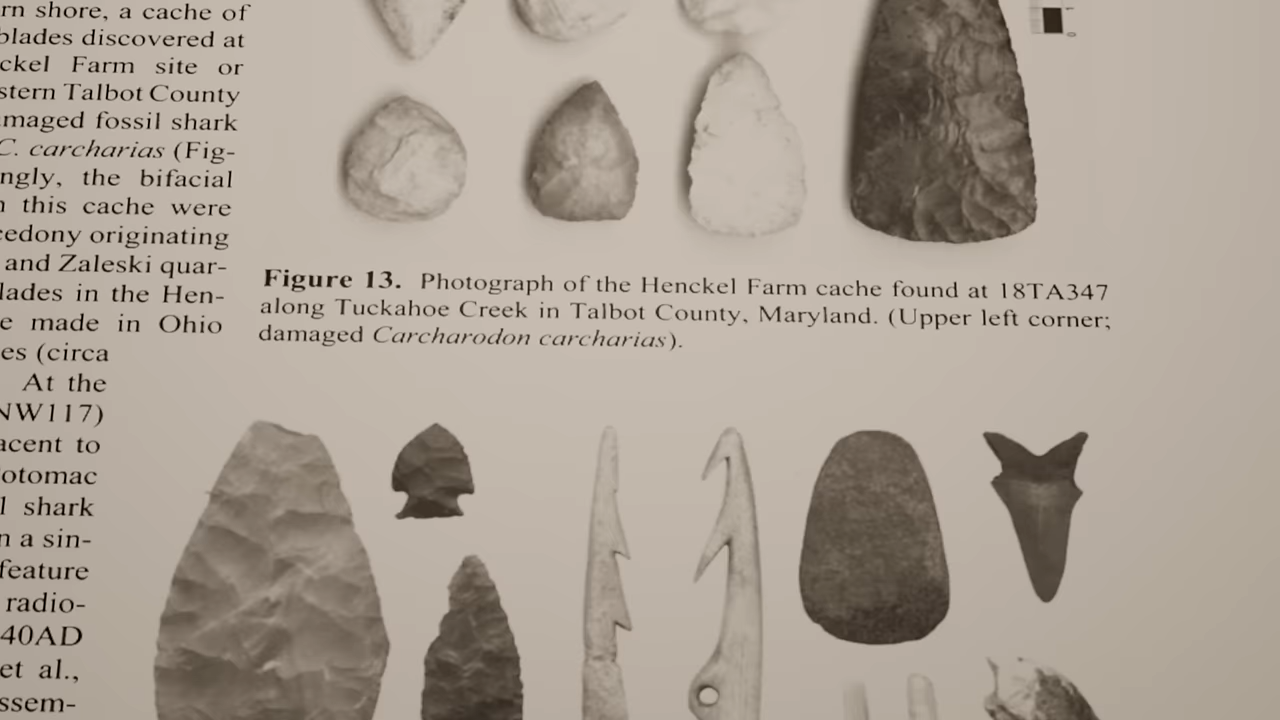 rn shore, a cache of
blades discovered at
ckel Farm site or
stern Talbot County
maged fossil shark
C. carcharias (Fig-
ngly, the bifacial
n this cache were
cedony originating
and Zaleski quar-
lades in the Hen-
e made in Ohio
es (circa
At the
NW117)
acent to
otomac
l shark
n a sin-
feature
radio-
40AD
et al.,
ssem-
Figure 13. Photograph of the Henckel Farm cache found at 18TA347
along Tuckahoe Creek in Talbot County, Maryland. (Upper left corner;
damaged Carcharodon carcharias).